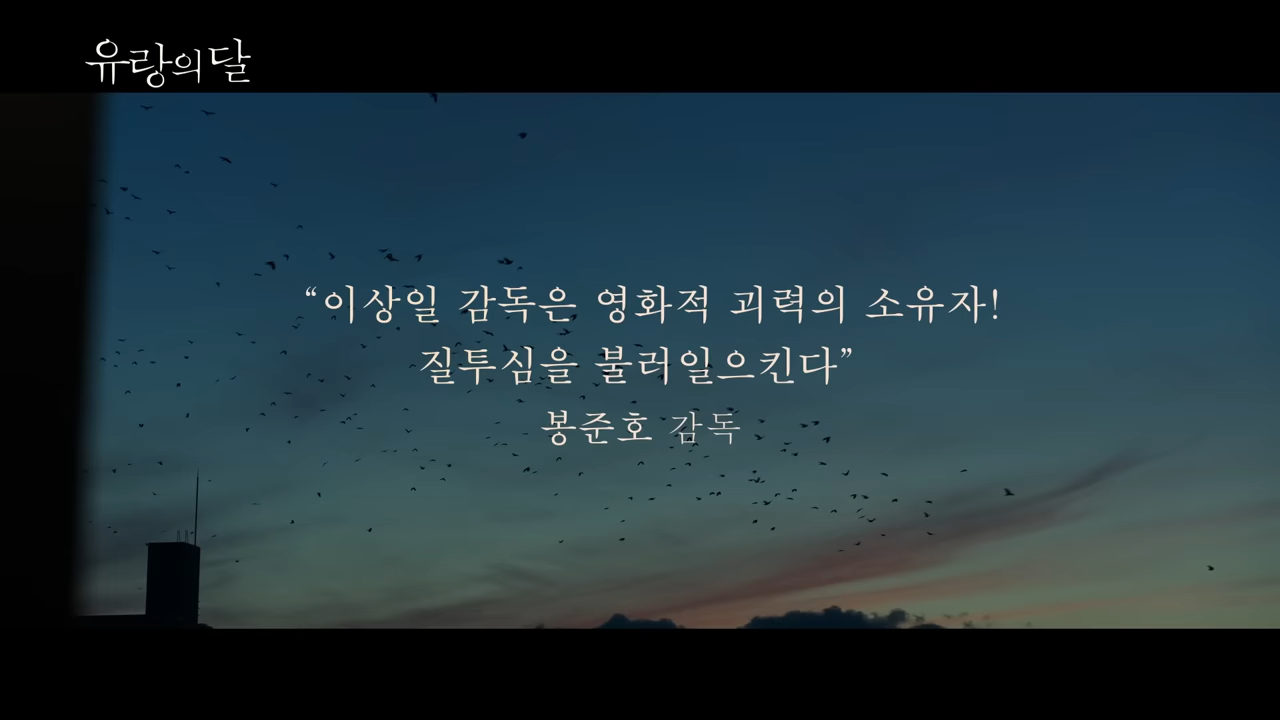 유랑의 달
“이상일 감독은 영화적 괴력의 소유자!
질투심을 불러일으킨다”
봉준호 감독